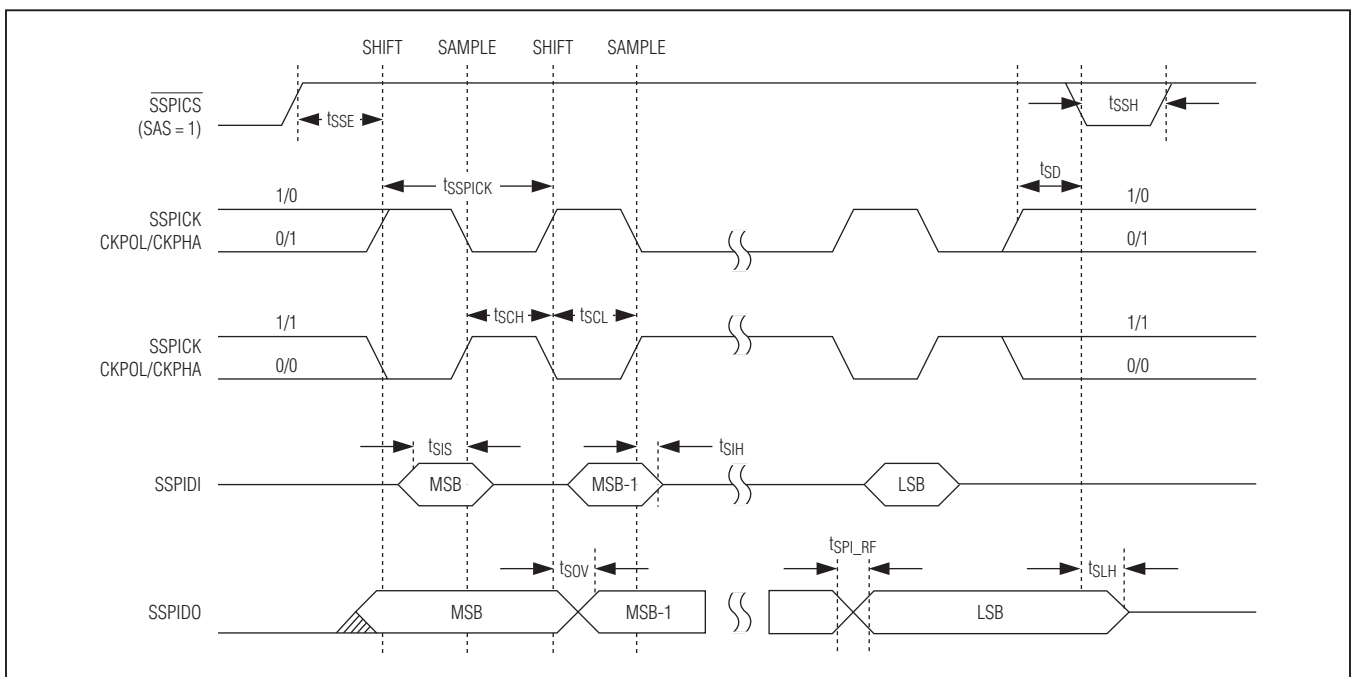 SHIFT SAMPLE SHIFT SAMPLE
SSPICS
(SAS = 1)
tSSE
tSSH
tSSPICK
tSD
SSPICK
CKPOL/CKPHA
1/0
0/1
1/0
0/1
tSCH
tSCL
SSPICK
CKPOL/CKPHA
1/1
0/0
1/1
0/0
tSIS
tSIH
SSPIDI
MSB
MSB-1
LSB
tSOV
tSPI_RF
tSLH
SSPIDO
MSB
MSB-1
LSB